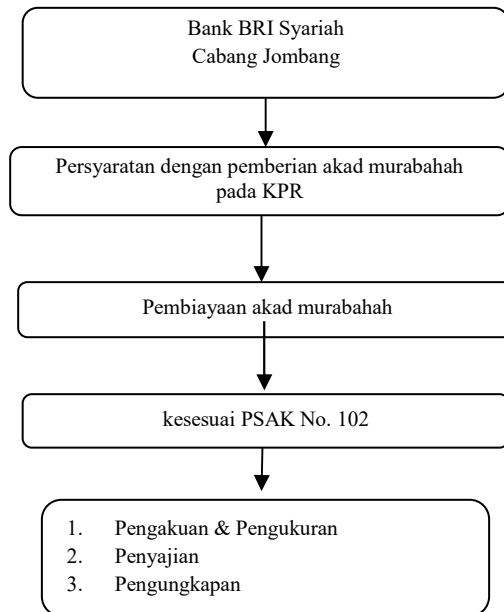 Bank BRI Syariah
Cabang Jombang
Persyaratan dengan pemberian akad murabahah
pada KPR
Pembiayaan akad murabahah
kesesuai PSAK No. 102
1. Pengakuan & Pengukuran
2. Penyajian
3. Pengungkapan